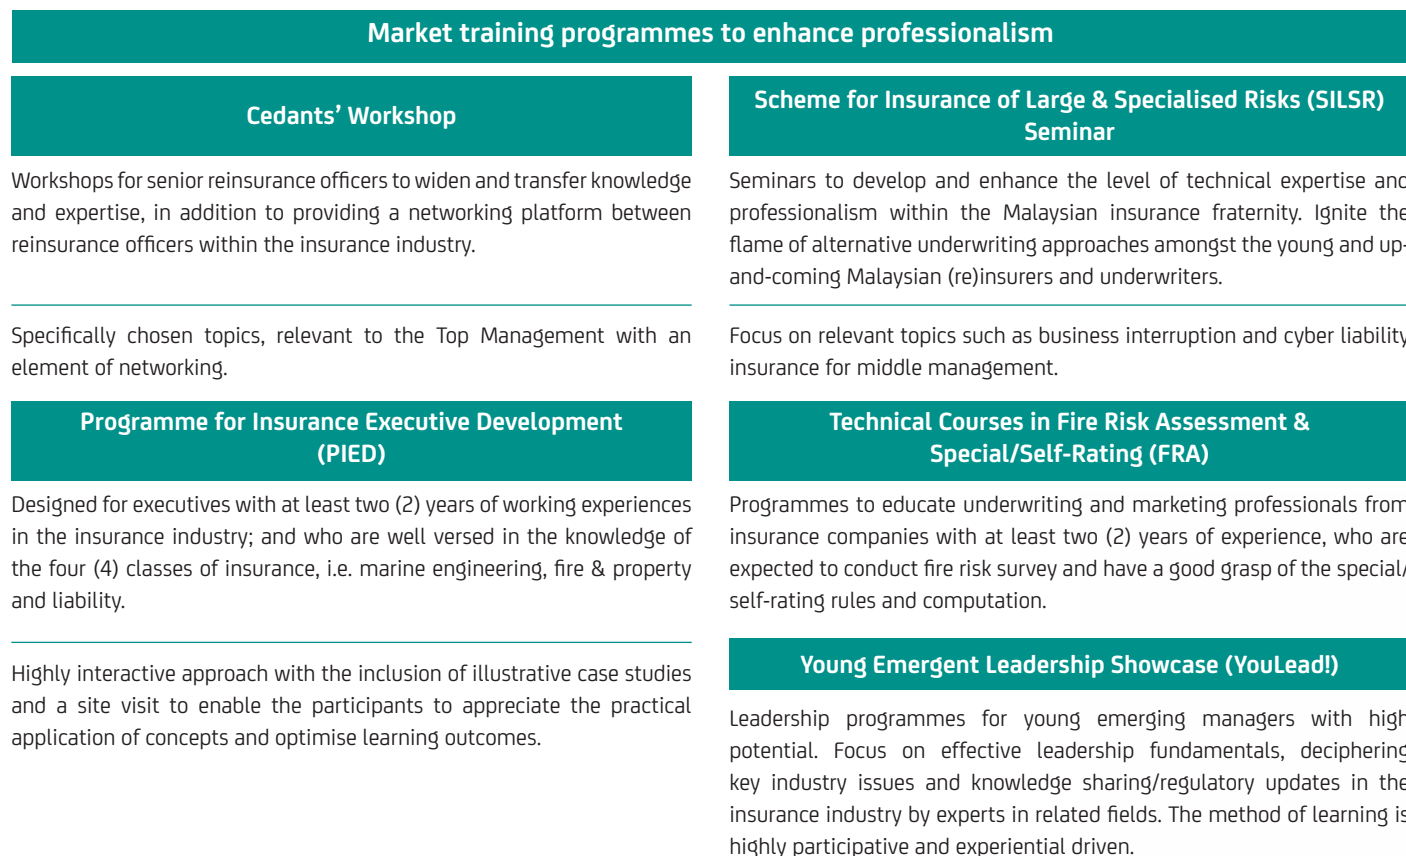 Market training programmes to enhance professionalism
Cedants’ Workshop
Workshops for senior reinsurance officers to widen and transfer knowledge
and expertise, in addition to providing a networking platform between
reinsurance officers within the insurance industry.
Specifically chosen topics, relevant to the Top Management with an
element of networking.
Programme for Insurance Executive Development
(PIED)
Designed for executives with at least two (2) years of working experiences
in the insurance industry; and who are well versed in the knowledge of
the four (4) classes of insurance, i.e. marine engineering, fire & property
and liability.
Highly interactive approach with the inclusion of illustrative case studies
and a site visit to enable the participants to appreciate the practical
application of concepts and optimise learning outcomes.
Scheme for Insurance of Large & Specialised Risks (SILSR)
Seminar
Seminars to develop and enhance the level of technical expertise and
professionalism within the Malaysian insurance fraternity. Ignite the
flame of alternative underwriting approaches amongst the young and up-
and-coming Malaysian (re)insurers and underwriters.
Focus on relevant topics such as business interruption and cyber liability
insurance for middle management.
Technical Courses in Fire Risk Assessment &
Special/Self-Rating (FRA)
Programmes to educate underwriting and marketing professionals from
insurance companies with at least two (2) years of experience, who are
expected to conduct fire risk survey and have a good grasp of the special/
self-rating rules and computation.
Young Emergent Leadership Showcase (YouLead!)
Leadership programmes for young emerging managers with high
potential. Focus on effective leadership fundamentals, deciphering
key industry issues and knowledge sharing/regulatory updates in the
insurance industry by experts in related fields. The method of learning is
highly participative and experiential driven.